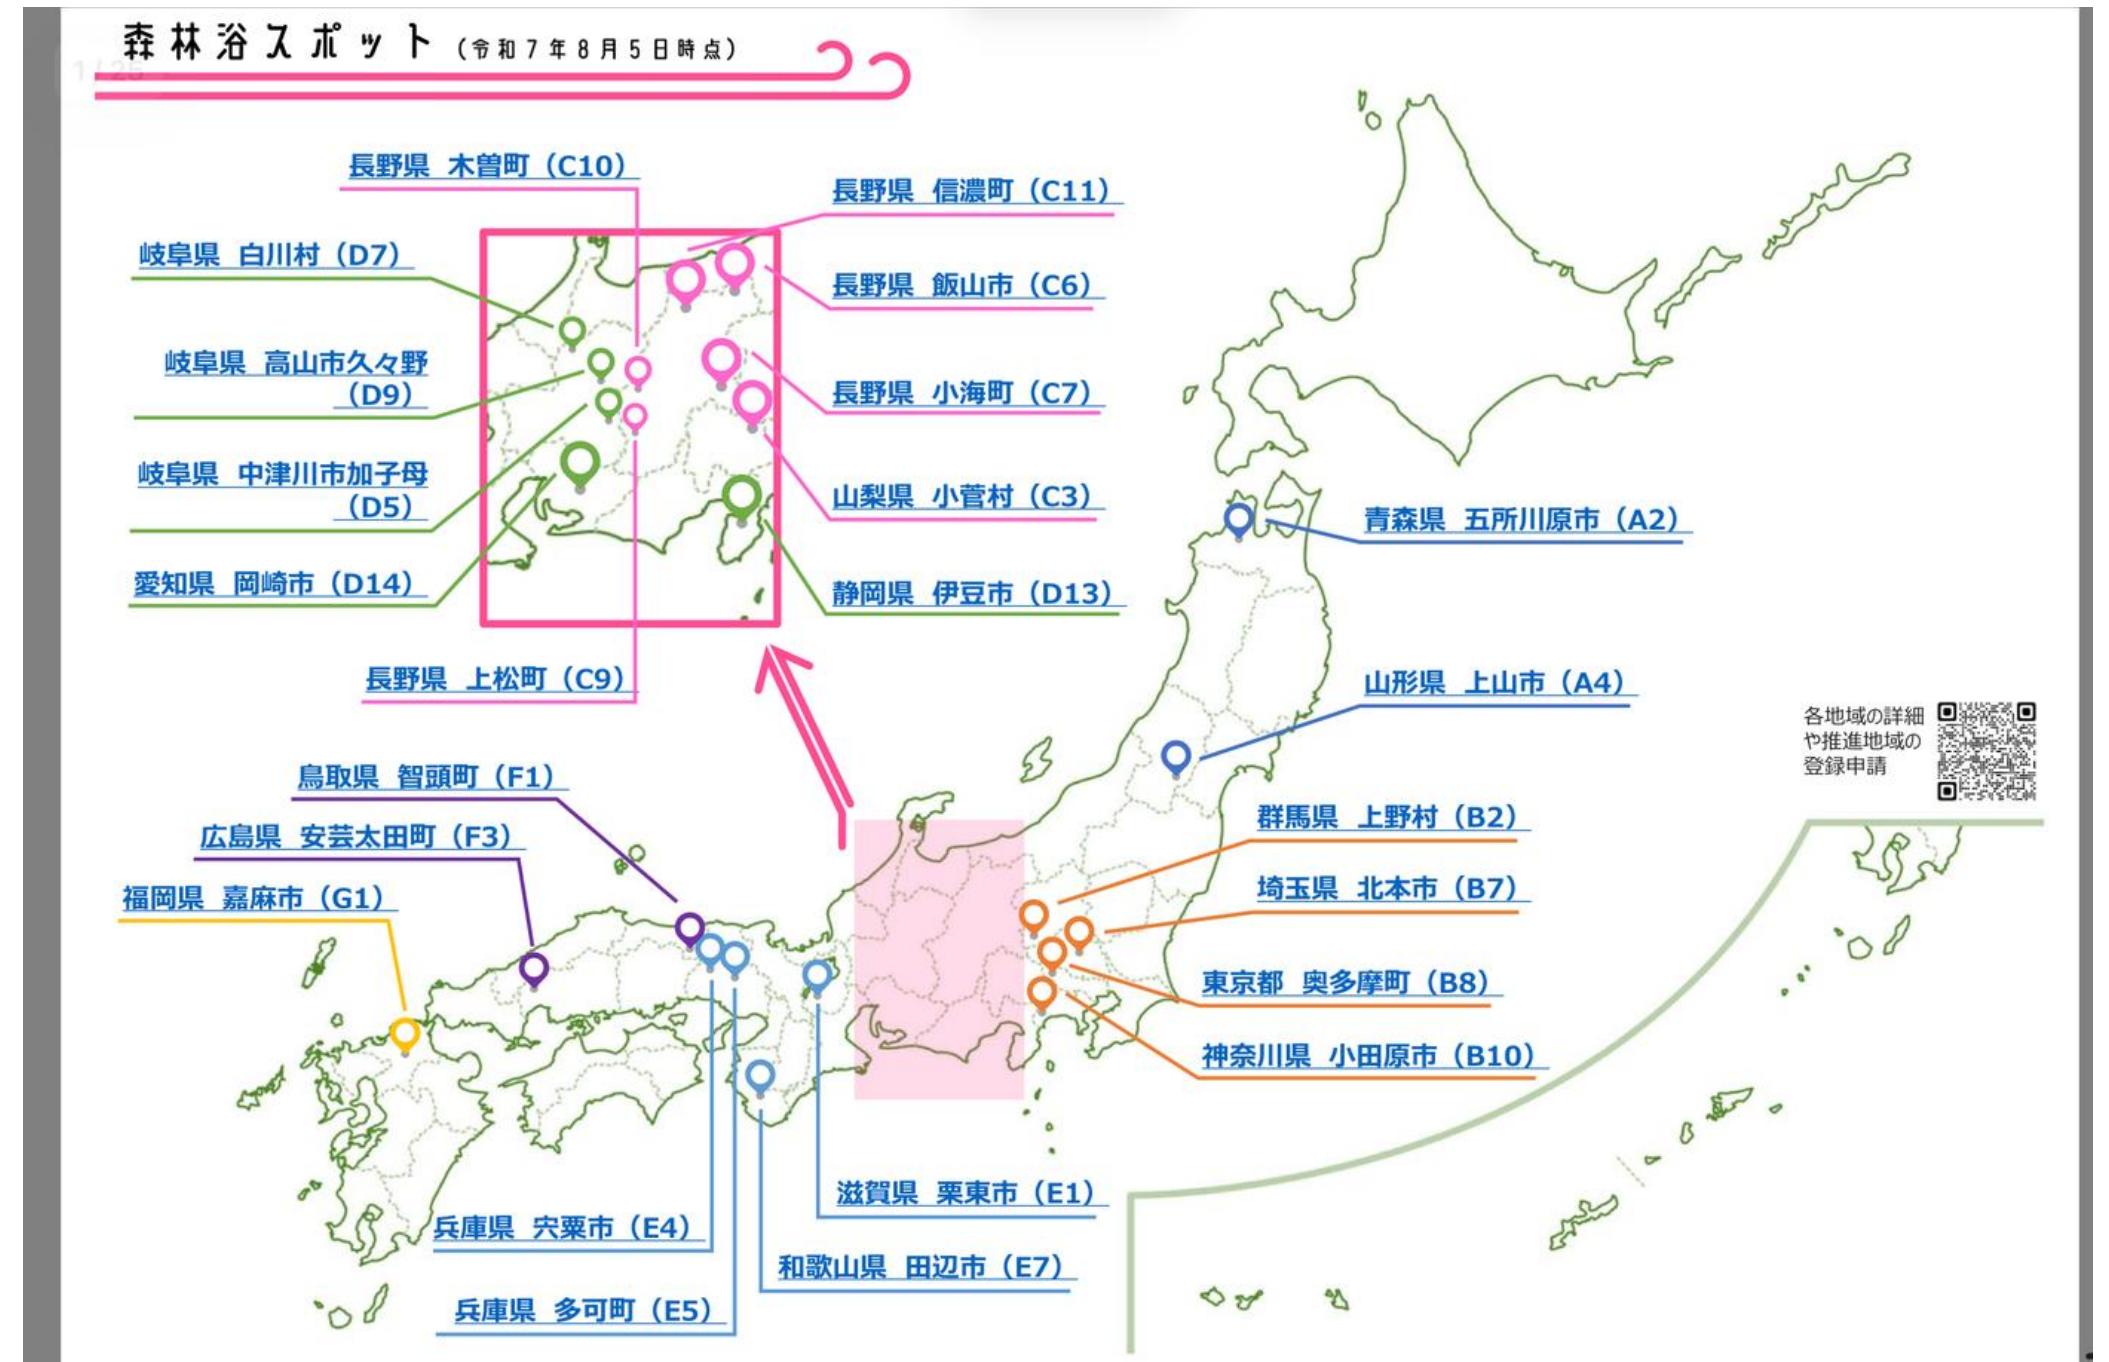 森林浴スポット (令和7年8月5日時点)
1 / 25
長野県 木曽町（C10）
長野県 信濃町（C11）
岐阜県 白川村（D7）
長野県 飯山市（C6）
岐阜県 高山市久々野
（D9）
長野県 小海町（C7）
岐阜県 中津川市加子母
（D5）
山梨県 小菅村（C3）
愛知県 岡崎市（D14）
静岡県 伊豆市（D13）
長野県 上松町（C9）
青森県 五所川原市（A2）
山形県 上山市（A4）
各地域の詳細
や推進地域の
登録申請
鳥取県 智頭町（F1）
広島県 安芸太田町（F3）
福岡県 嘉麻市（G1）
群馬県 上野村（B2）
埼玉県 北本市（B7）
東京都 奥多摩町（B8）
神奈川県 小田原市（B10）
滋賀県 栗東市（E1）
兵庫県 宍粟市（E4）
和歌山県 田辺市（E7）
兵庫県 多可町（E5）